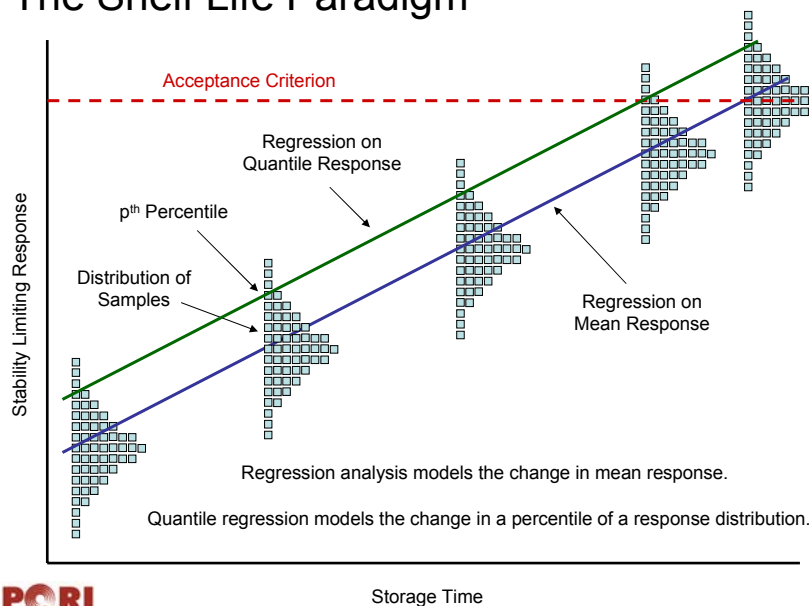 The Shelf Life Paradigm
Acceptance Criterion
Regression on
Quantile Response
pth Percentile
Distribution of
Samples
Regression on
Mean Response
Stability Limiting Response
Regression analysis models the change in mean response.
Quantile regression models the change in a percentile of a response distribution.
Storage Time
PQRI